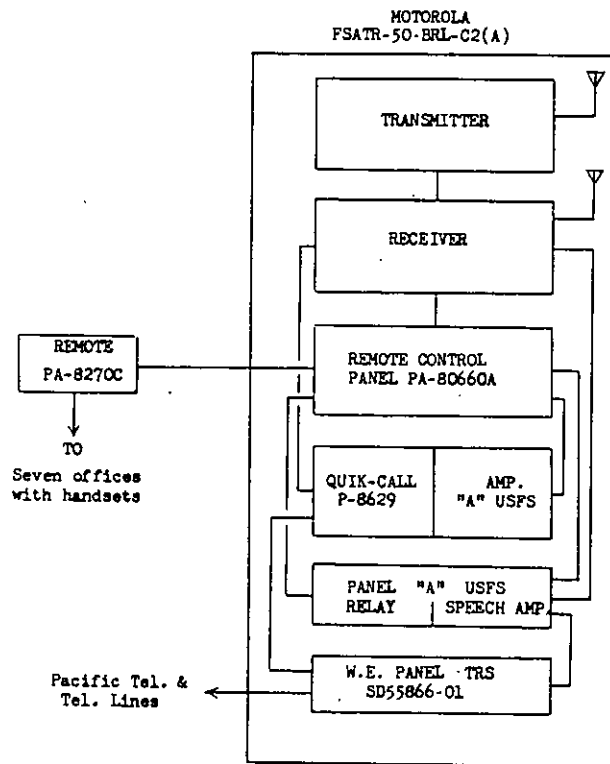 MOTOROLA
FSATR-50-BRL-C2(A)
TRANSMITTER
RECEIVER
REMOTE
PA-8270C
TO
Seven offices
with handsets
REMOTE CONTROL
PANEL PA-80660A
QUIK-CALL
P-8629
AMP.
"A" USFS
PANEL "A" USFS
RELAY SPEECH AMP.
W.E. PANEL TRS
SD55866-01
Pacific Tel. &
Tel. Lines